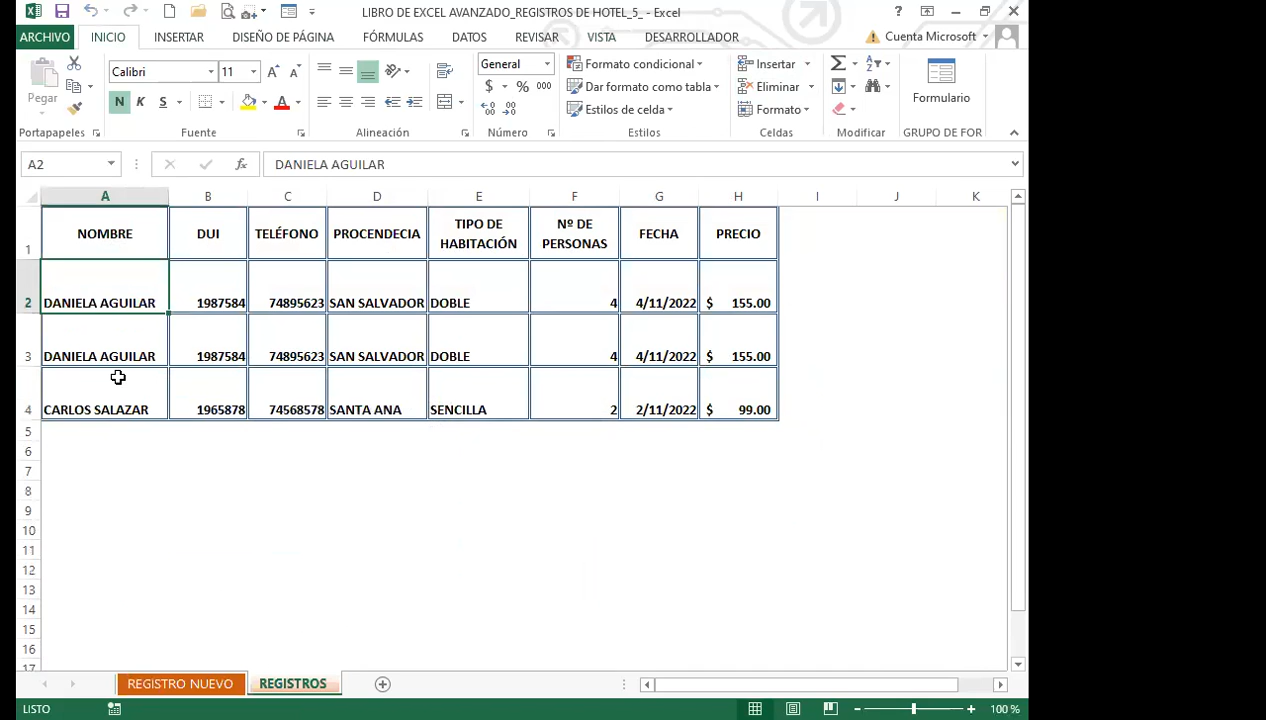 LIBRO DE EXCEL AVANZADO_REGISTROS DE HOTEL_5_ - Excel
ARCHIVO INICIO INSERTAR DISEÑO DE PÁGINA FÓRMULAS DATOS REVISAR VISTA DESARROLLADOR Cuenta Microsoft
Calibri 11 General Formato condicional Insertar
Pegar N K S $ % 000 Dar formato como tabla Eliminar Formulario
Estilos de celda Formato
Portapapeles Fuente Alineación Número Estilos Celdas Modificar GRUPO DE FOR
A2 fx DANIELA AGUILAR
A B C D E F G H I J K
1 NOMBRE DUI TELÉFONO PROCENDECIA TIPO DE HABITACIÓN Nº DE PERSONAS FECHA PRECIO
2 DANIELA AGUILAR 1987584 74895623 SAN SALVADOR DOBLE 4 4/11/2022 $ 155.00
3 DANIELA AGUILAR 1987584 74895623 SAN SALVADOR DOBLE 4 4/11/2022 $ 155.00
4 CARLOS SALAZAR 1965878 74568578 SANTA ANA SENCILLA 2 2/11/2022 $ 99.00
5
6
7
8
9
10
11
12
13
14
15
16
17
REGISTRO NUEVO REGISTROS
LISTO 100 %